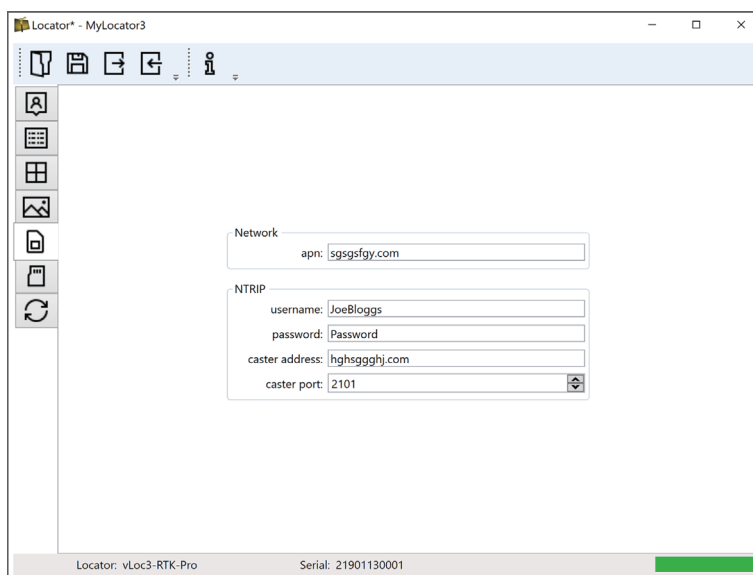 Locator* - MyLocator3
Network
apn: sgsgsfgy.com
NTRIP
username: JoeBloggs
password: Password
caster address: hghsggghj.com
caster port: 2101
Locator: vLoc3-RTK-Pro Serial: 21901130001